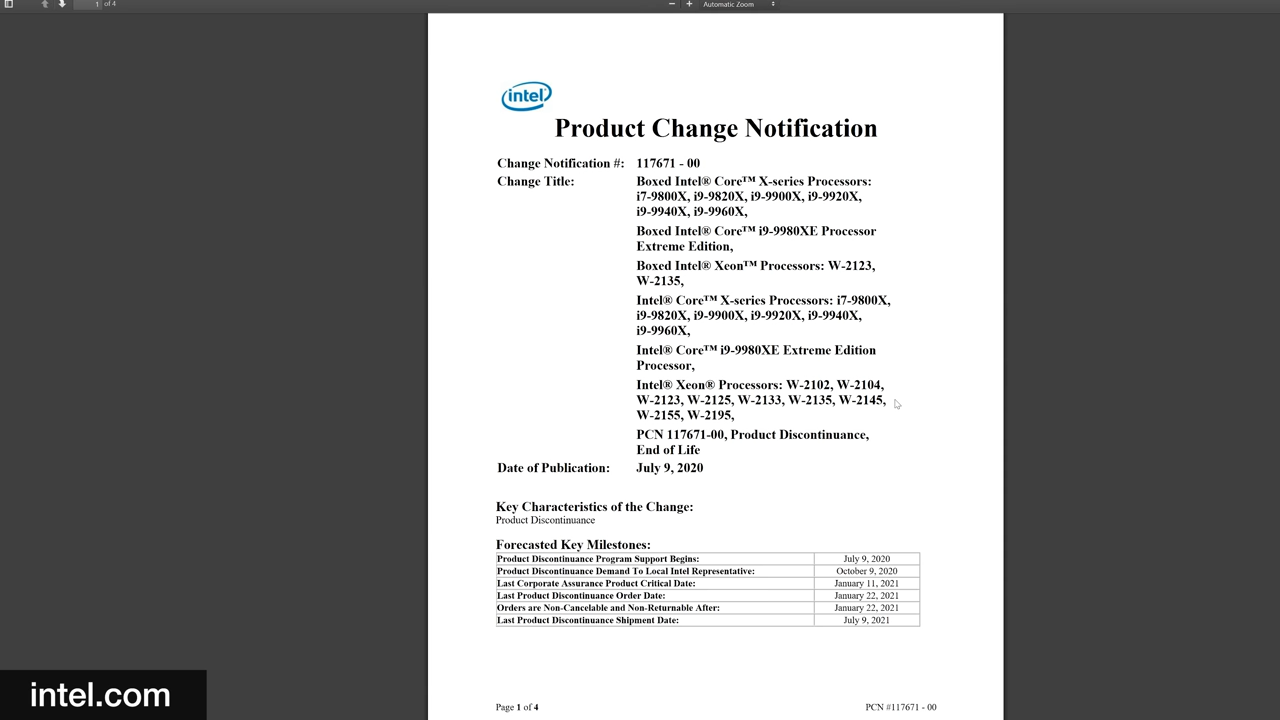 1 of 4
Automatic Zoom
intel
Product Change Notification
Change Notification #: 117671 - 00
Change Title: Boxed Intel® Core™ X-series Processors:
i7-9800X, i9-9820X, i9-9900X, i9-9920X,
i9-9940X, i9-9960X,
Boxed Intel® Core™ i9-9980XE Processor
Extreme Edition,
Boxed Intel® Xeon™ Processors: W-2123,
W-2135,
Intel® Core™ X-series Processors: i7-9800X,
i9-9820X, i9-9900X, i9-9920X, i9-9940X,
i9-9960X,
Intel® Core™ i9-9980XE Extreme Edition
Processor,
Intel® Xeon® Processors: W-2102, W-2104,
W-2123, W-2125, W-2133, W-2135, W-2145,
W-2155, W-2195,
PCN 117671-00, Product Discontinuance,
End of Life
Date of Publication: July 9, 2020
Key Characteristics of the Change:
Product Discontinuance
Forecasted Key Milestones:
Product Discontinuance Program Support Begins: July 9, 2020
Product Discontinuance Demand To Local Intel Representative: October 9, 2020
Last Corporate Assurance Product Critical Date: January 11, 2021
Last Product Discontinuance Order Date: January 22, 2021
Orders are Non-Cancelable and Non-Returnable After: January 22, 2021
Last Product Discontinuance Shipment Date: July 9, 2021
intel.com
Page 1 of 4 PCN #117671 - 00